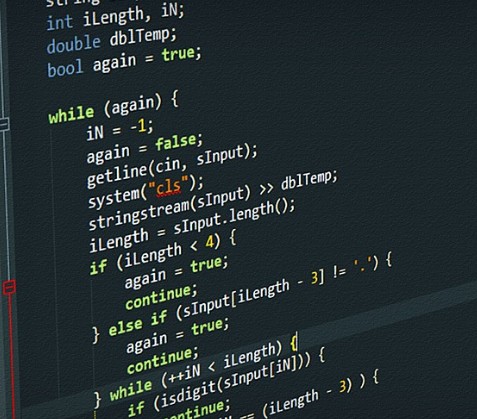 int iLength, iN;
double dblTemp;
bool again = true;
while (again) {
iN = -1;
again = false;
getline(cin, sInput);
system("cls");
stringstream(sInput) >> dblTemp;
iLength = sInput.length();
if (iLength < 4) {
again = true;
continue;
} else if (sInput[iLength - 3] != '.') {
again = true;
continue;
} while (++iN < iLength) {
if (isdigit(sInput[iN])) {
continue;
== (iLength - 3) ) {